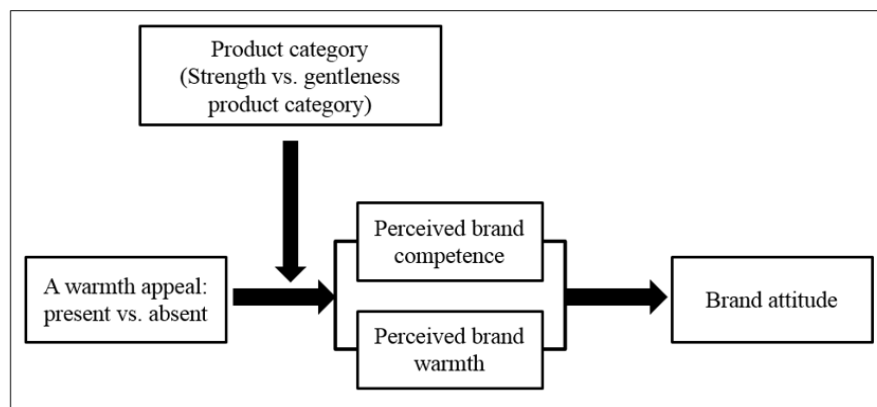 Product category
(Strength vs. gentleness
product category)
Perceived brand
competence
A warmth appeal:
present vs. absent
Brand attitude
Perceived brand
warmth